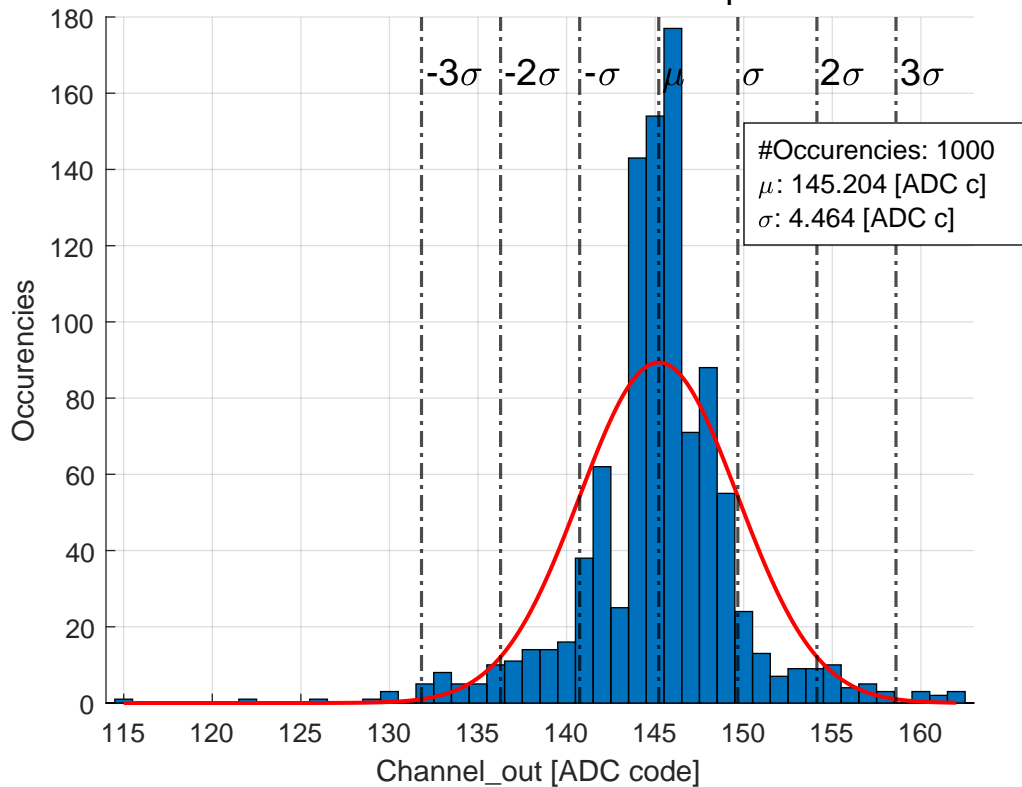 180
160
140
120
100
80
60
40
20
0
Occurencies
-3σ -2σ -σ μ σ 2σ 3σ
#Occurencies: 1000
μ: 145.204 [ADC c]
σ: 4.464 [ADC c]
115 120 125 130 135 140 145 150 155 160
Channel_out [ADC code]